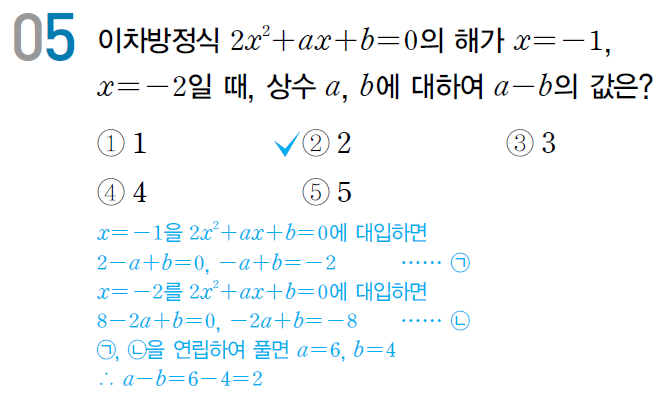 05 이차방정식 2x²+ax+b=0의 해가 x=-1,
x=-2일 때, 상수 a, b에 대하여 a-b의 값은?
① 1 ✓② 2 ③ 3
④ 4 ⑤ 5
x=-1을 2x²+ax+b=0에 대입하면
2-a+b=0, -a+b=-2 ⋯⋯ ㉠
x=-2를 2x²+ax+b=0에 대입하면
8-2a+b=0, -2a+b=-8 ⋯⋯ ㉡
㉠, ㉡을 연립하여 풀면 a=6, b=4
∴ a-b=6-4=2